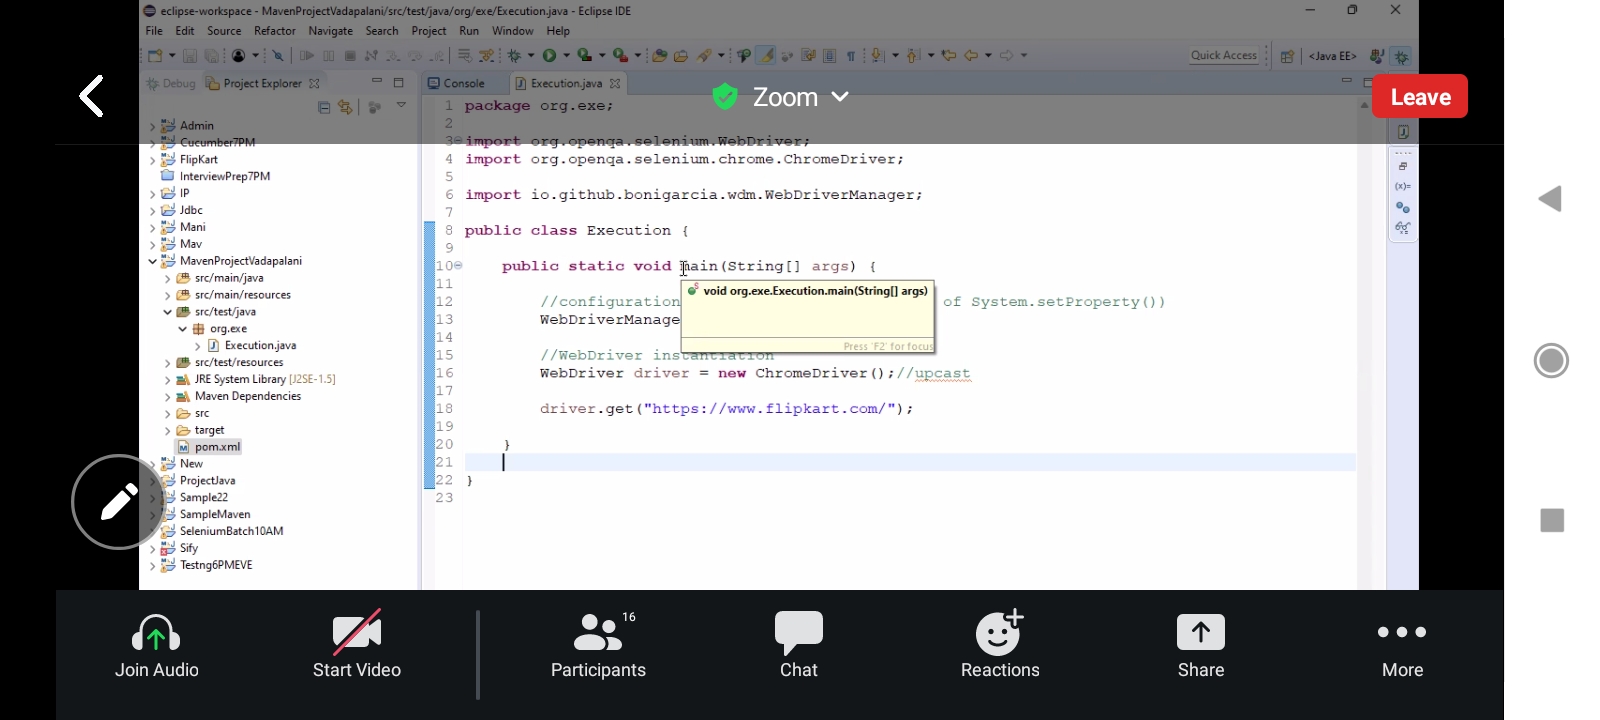 eclipse-workspace - MavenProjectVadapalani/src/test/java/org/exe/Execution.java - Eclipse IDE
File Edit Source Refactor Navigate Search Project Run Window Help
Quick Access
<Java EE>
Debug Project Explorer
Console Execution.java
Zoom
Leave
Admin
Cucumber7PM
FlipKart
InterviewPrep7PM
IP
Jdbc
Mani
Mav
MavenProjectVadapalani
src/main/java
src/main/resources
src/test/java
org.exe
Execution.java
src/test/resources
JRE System Library [J2SE-1.5]
Maven Dependencies
src
target
pom.xml
New
ProjectJava
Sample22
SampleMaven
SeleniumBatch10AM
Sify
Testng6PMEVE
1 package org.exe;
2
3 import org.openqa.selenium.WebDriver;
4 import org.openqa.selenium.chrome.ChromeDriver;
5
6 import io.github.bonigarcia.wdm.WebDriverManager;
7
8 public class Execution {
9
10 public static void main(String[] args) {
11
12 //configuration of System.setProperty())
13 WebDriverManage
14
15 //WebDriver instantiation
16 WebDriver driver = new ChromeDriver();//upcast
17
18 driver.get("https://www.flipkart.com/");
19
20 }
21
22 }
23
void org.exe.Execution.main(String[] args)
Press 'F2' for focus
(x)=
Join Audio
Start Video
16
Participants
Chat
Reactions
Share
More